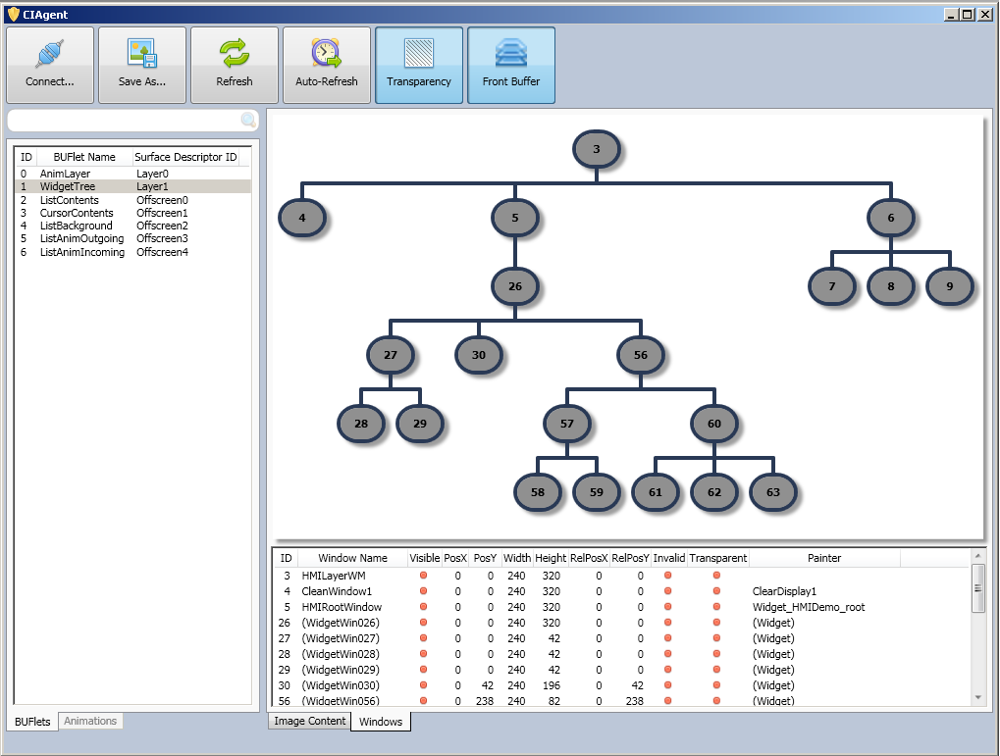 CIAgent
Connect... Save As... Refresh Auto-Refresh Transparency Front Buffer
ID BUFlet Name Surface Descriptor ID
0 AnimLayer Layer0
1 WidgetTree Layer1
2 ListContents Offscreen0
3 CursorContents Offscreen1
4 ListBackground Offscreen2
5 ListAnimOutgoing Offscreen3
6 ListAnimIncoming Offscreen4
BUFlets Animations
3
4 5 6
26 7 8 9
27 30 56
28 29 57 60
58 59 61 62 63
ID Window Name Visible PosX PosY Width Height RelPosX RelPosY Invalid Transparent Painter
3 HMILayerWM 0 0 240 320 0 0
4 CleanWindow1 0 0 240 320 0 0 ClearDisplay1
5 HMIRootWindow 0 0 240 320 0 0 Widget_HMIDemo_root
26 (WidgetWin026) 0 0 240 320 0 0 (Widget)
27 (WidgetWin027) 0 0 240 42 0 0 (Widget)
28 (WidgetWin028) 0 0 240 42 0 0 (Widget)
29 (WidgetWin029) 0 0 240 42 0 0 (Widget)
30 (WidgetWin030) 0 42 240 196 0 42 (Widget)
56 (WidgetWin056) 0 238 240 82 0 238 (Widget)
Image Content Windows